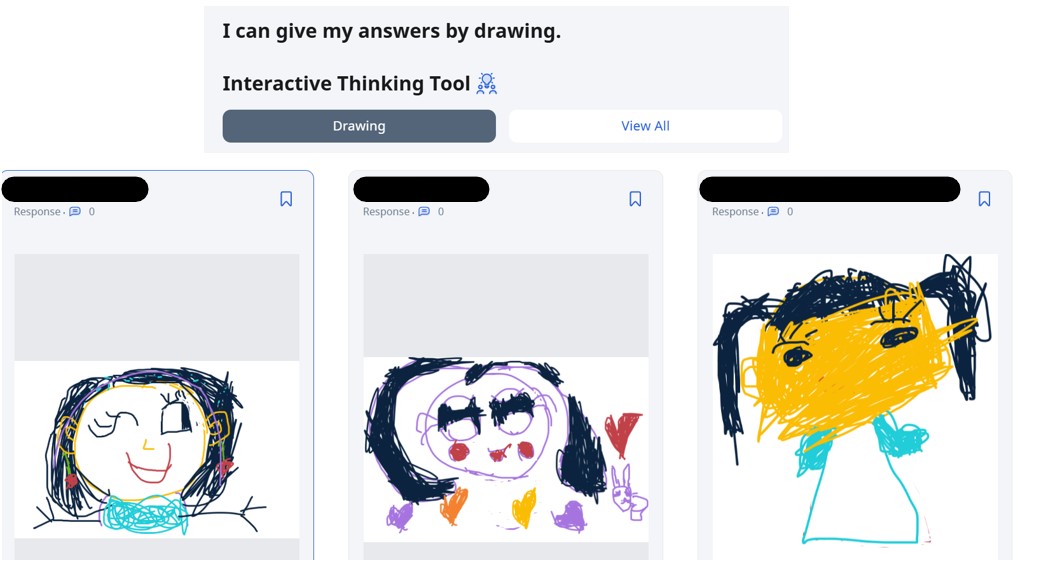 I can give my answers by drawing.
Interactive Thinking Tool
Drawing
View All
Response · 0
Response · 0
Response · 0